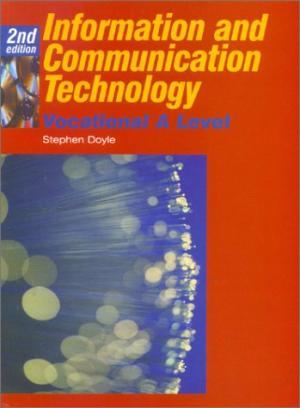 2nd
edition
Information and
Communication
Technology
Vocational A Level
Stephen Doyle